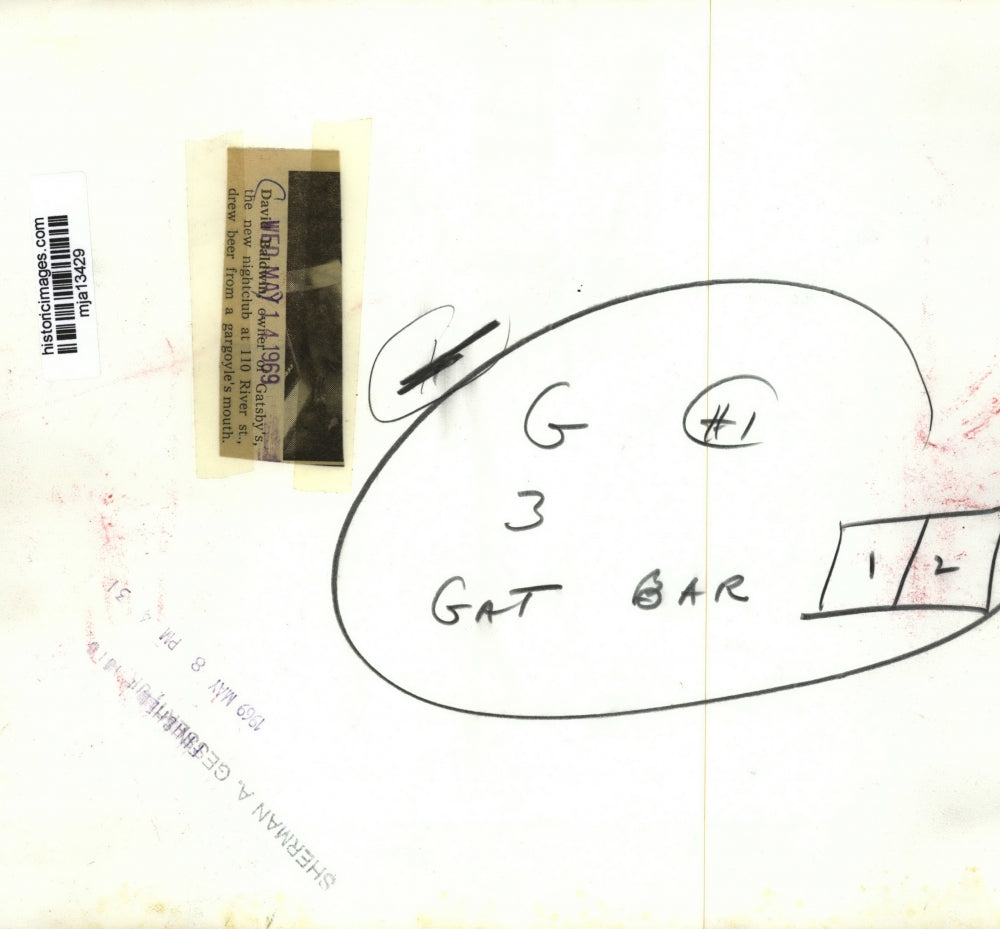 historicimages.com
mja13429
David Baldwin, owner of Gatsby's,
the new nightclub at 110 River st.,
drew beer from a gargoyle's mouth.
WED MAY 14 1969
G #1
3
GAT BAR 1 2
1969 MAY 8 PM 4 31
SHERMAN A. GESSERT